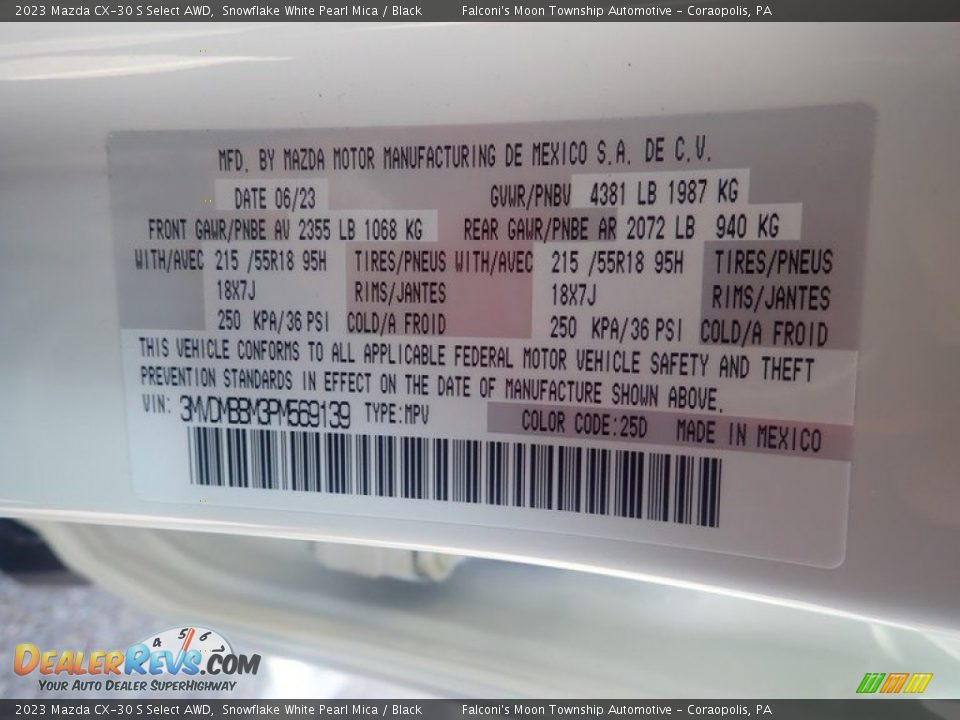 2023 Mazda CX-30 S Select AWD, Snowflake White Pearl Mica / Black Falconi's Moon Township Automotive - Coraopolis, PA
MFD. BY MAZDA MOTOR MANUFACTURING DE MEXICO S.A. DE C.V.
DATE 06/23 GVWR/PNBV 4381 LB 1987 KG
FRONT GAWR/PNBE AV 2355 LB 1068 KG REAR GAWR/PNBE AR 2072 LB 940 KG
WITH/AVEC 215 /55R18 95H TIRES/PNEUS WITH/AVEC 215 /55R18 95H TIRES/PNEUS
18X7J RIMS/JANTES 18X7J RIMS/JANTES
250 KPA/36 PSI COLD/A FROID 250 KPA/36 PSI COLD/A FROID
THIS VEHICLE CONFORMS TO ALL APPLICABLE FEDERAL MOTOR VEHICLE SAFETY AND THEFT
PREVENTION STANDARDS IN EFFECT ON THE DATE OF MANUFACTURE SHOWN ABOVE.
VIN: 3MVDMBBM3PM569139 TYPE:MPV COLOR CODE:25D MADE IN MEXICO
4 5 6
DEALERREVS.COM
YOUR AUTO DEALER SUPERHIGHWAY
2023 Mazda CX-30 S Select AWD, Snowflake White Pearl Mica / Black Falconi's Moon Township Automotive - Coraopolis, PA